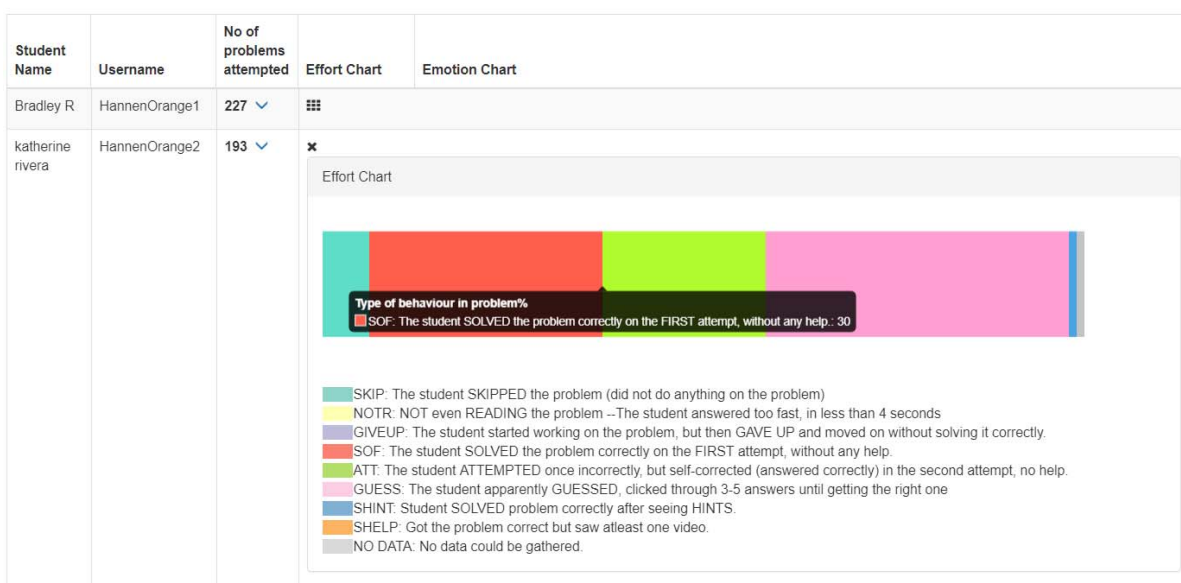 Student Name
Username
No of problems attempted
Effort Chart
Emotion Chart
Bradley R
HannenOrange1
227
katherine rivera
HannenOrange2
193
Effort Chart
Type of behaviour in problem%
SOF: The student SOLVED the problem correctly on the FIRST attempt, without any help.: 30
SKIP: The student SKIPPED the problem (did not do anything on the problem)
NOTR: NOT even READING the problem --The student answered too fast, in less than 4 seconds
GIVEUP: The student started working on the problem, but then GAVE UP and moved on without solving it correctly.
SOF: The student SOLVED the problem correctly on the FIRST attempt, without any help.
ATT: The student ATTEMPTED once incorrectly, but self-corrected (answered correctly) in the second attempt, no help.
GUESS: The student apparently GUESSED, clicked through 3-5 answers until getting the right one
SHINT: Student SOLVED problem correctly after seeing HINTS.
SHELP: Got the problem correct but saw atleast one video.
NO DATA: No data could be gathered.